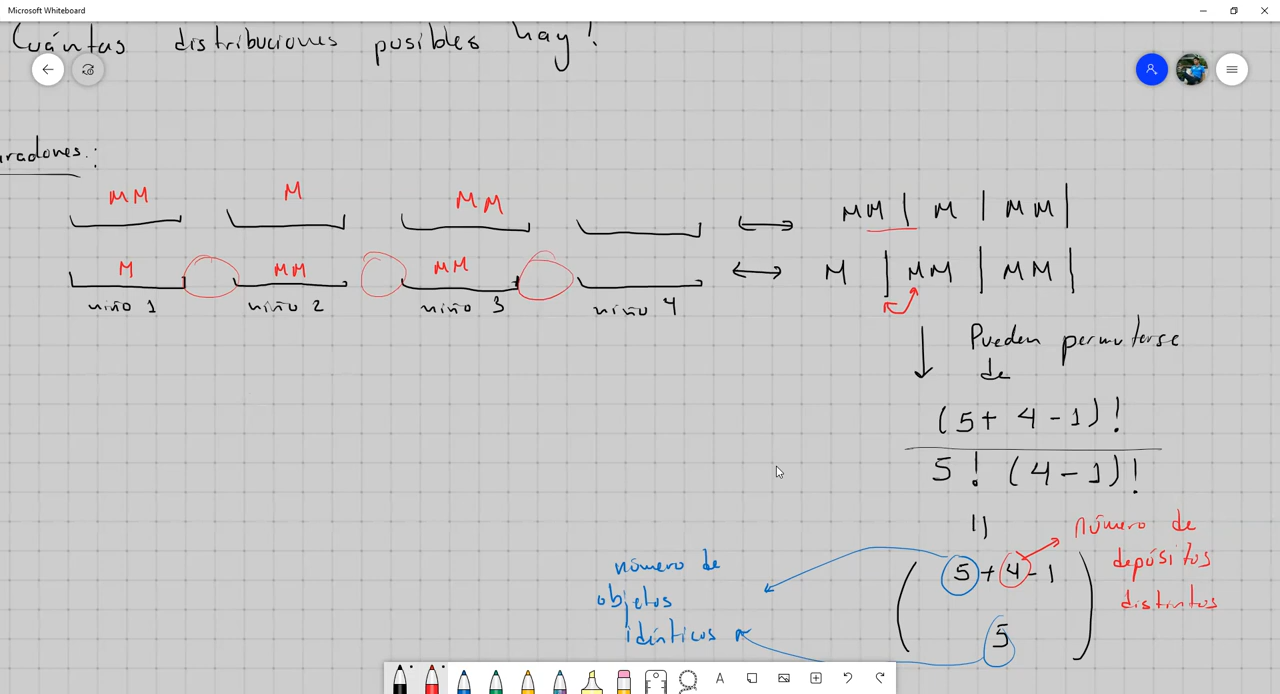 Microsoft Whiteboard
Cuántas distribuciones posibles hay?
uradores:
MM M MM
MM | M | MM |
M MM MM
M | MM | MM |
niño 1 niño 2 niño 3 niño 4
Pueden permutarse
de
(5+ 4-1)!
5! (4-1)!
número de
depósitos
distintos
5+4-1
5
número de
objetos
idénticos
A